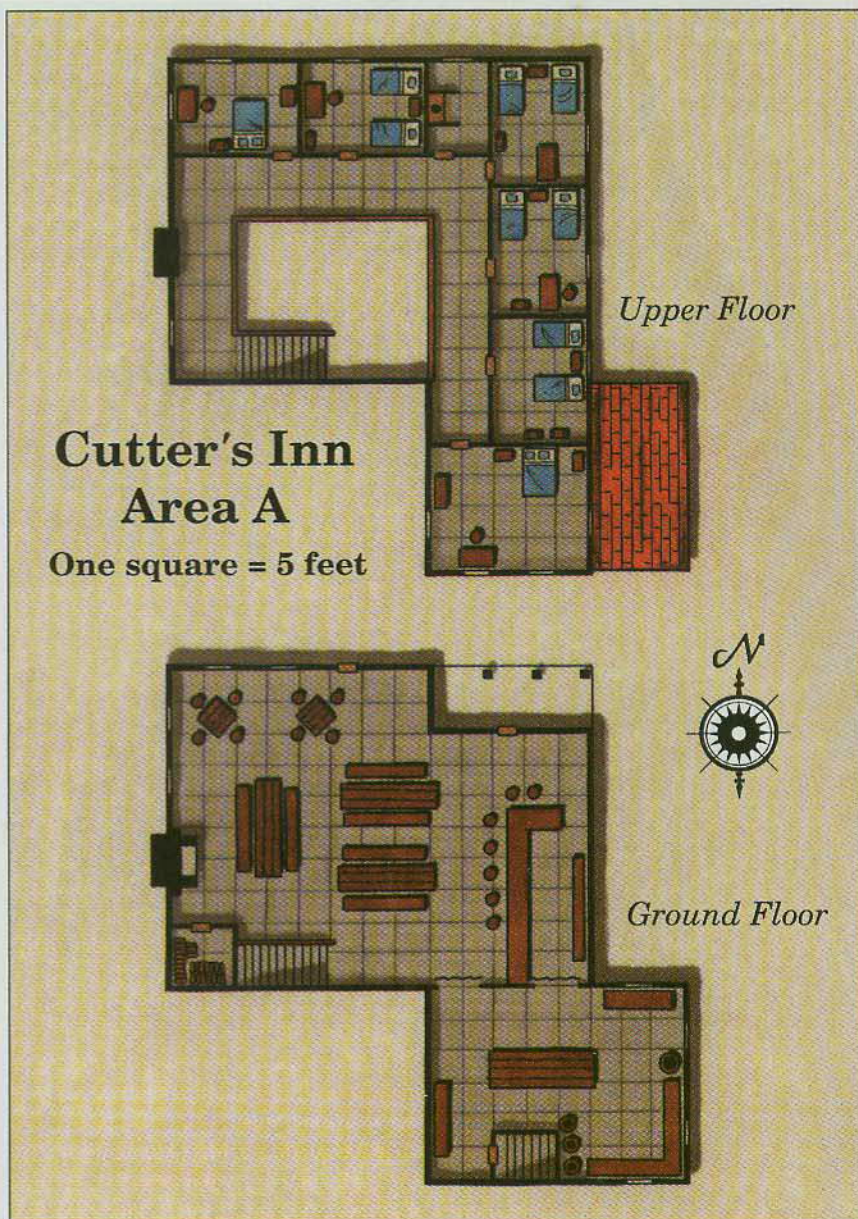 Upper Floor
Cutter's Inn
Area A
One square = 5 feet
N
Ground Floor